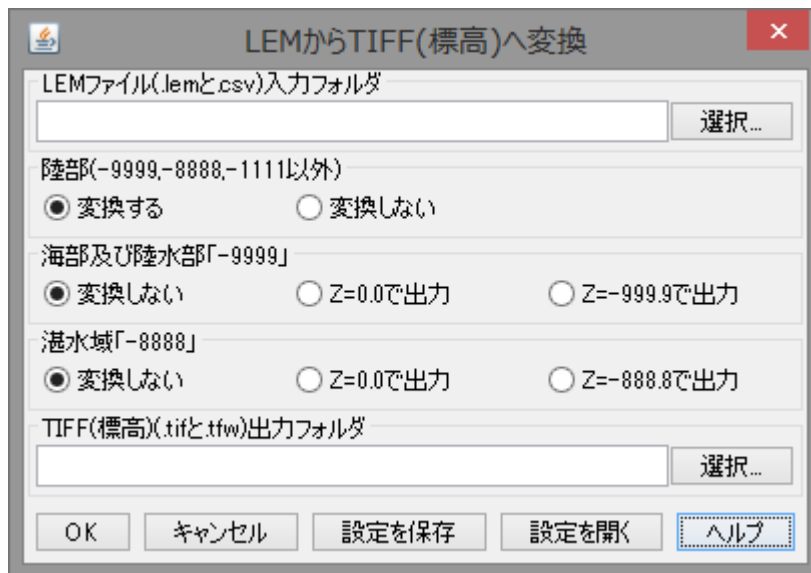 LEMからTIFF(標高)へ変換
LEMファイル(.lemと.csv)入力フォルダ
選択...
陸部(-9999,-8888,-1111以外)
変換する 変換しない
海部及び陸水部「-9999」
変換しない Z=0.0で出力 Z=-999.9で出力
湛水域「-8888」
変換しない Z=0.0で出力 Z=-888.8で出力
TIFF(標高)(.tifと.tfw)出力フォルダ
選択...
OK キャンセル 設定を保存 設定を開く ヘルプ